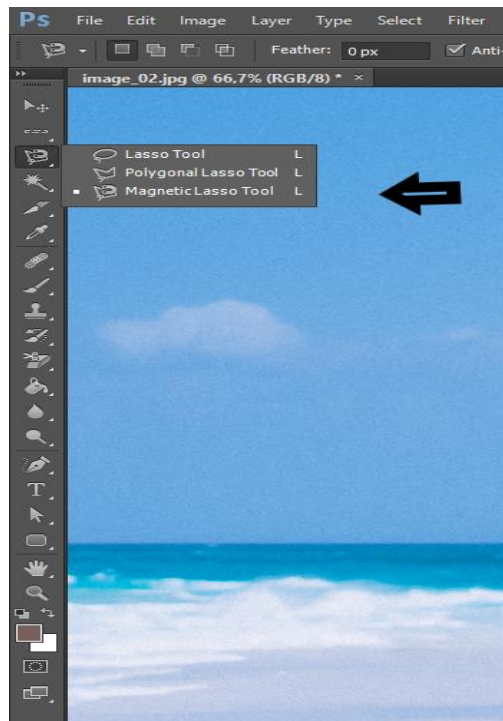 Ps File Edit Image Layer Type Select Filter
Feather: 0 px Anti-
image_02.jpg @ 66,7% (RGB/8) * ×
Lasso Tool L
Polygonal Lasso Tool L
Magnetic Lasso Tool L
T